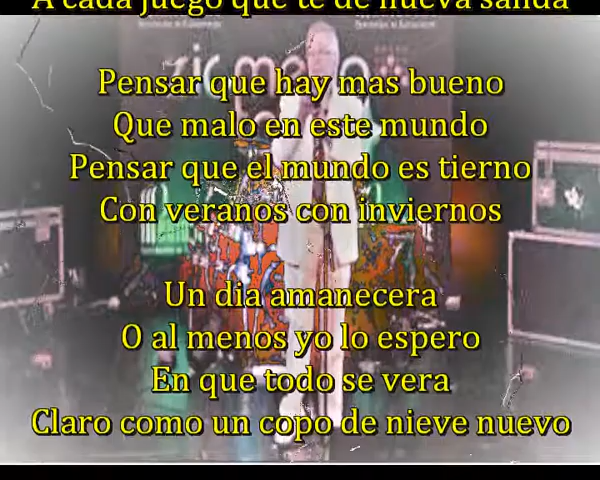 A cada juego que te de nueva salida
Pensar que hay mas bueno
Que malo en este mundo
Pensar que el mundo es tierno
Con veranos con inviernos
Un dia amanecera
O al menos yo lo espero
En que todo se vera
Claro como un copo de nieve nuevo